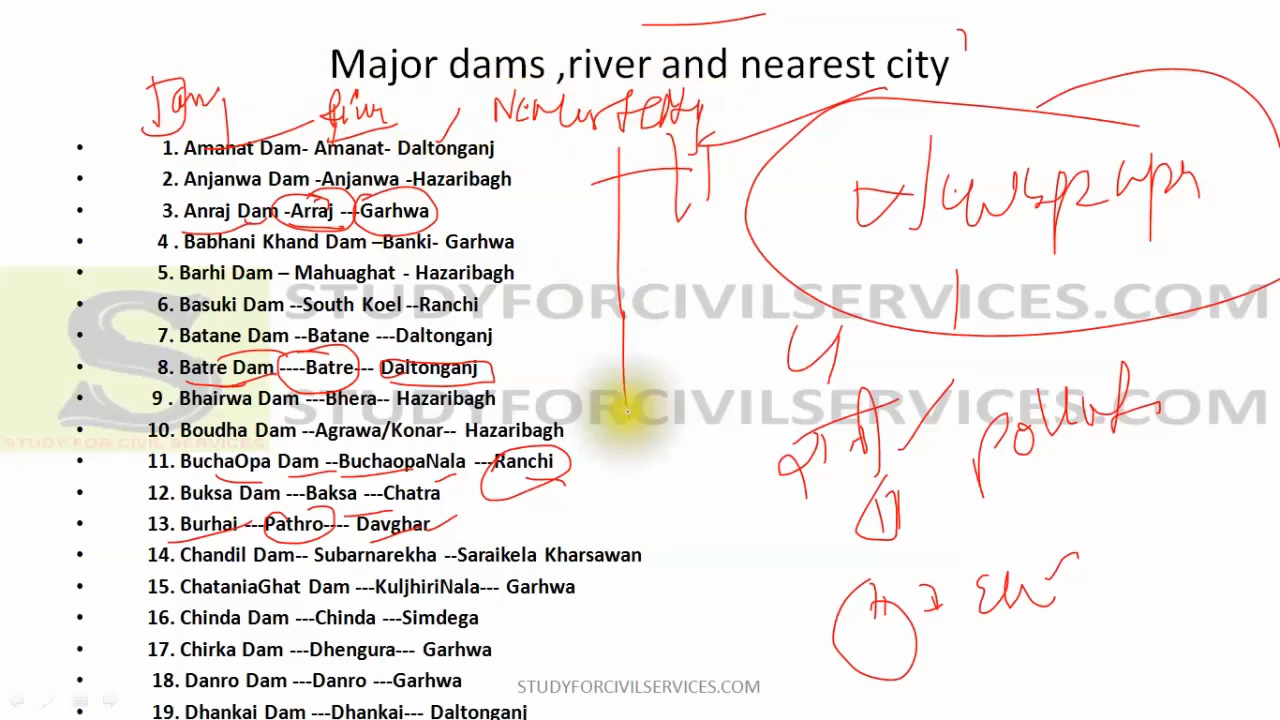 Major dams ,river and nearest city
Dam
1. Amanat Dam- Amanat- Daltonganj
2. Anjanwa Dam -Anjanwa -Hazaribagh
3. Anraj Dam -Arraj ---Garhwa
4 . Babhani Khand Dam –Banki- Garhwa
5. Barhi Dam – Mahuaghat - Hazaribagh
6. Basuki Dam --South Koel --Ranchi
7. Batane Dam --Batane ---Daltonganj
8. Batre Dam ----Batre--- Daltonganj
9 . Bhairwa Dam ---Bhera-- Hazaribagh
10. Boudha Dam --Agrawa/Konar-- Hazaribagh
11. BuchaOpa Dam --BuchaopaNala ---Ranchi
12. Buksa Dam ---Baksa ---Chatra
13. Burhai ---Pathro---- Davghar
14. Chandil Dam-- Subarnarekha --Saraikela Kharsawan
15. ChataniaGhat Dam ---KuljhiriNala--- Garhwa
16. Chinda Dam ---Chinda ---Simdega
17. Chirka Dam ---Dhengura--- Garhwa
18. Danro Dam ---Danro ---Garhwa
19. Dhankai Dam ---Dhankai--- Daltonganj
STUDYFORCIVILSERVICES.COM
STUDYFORCIVILSERVICES.COM
STUDY FOR CIVIL SERVICES
STUDYFORCIVILSERVICES.COM